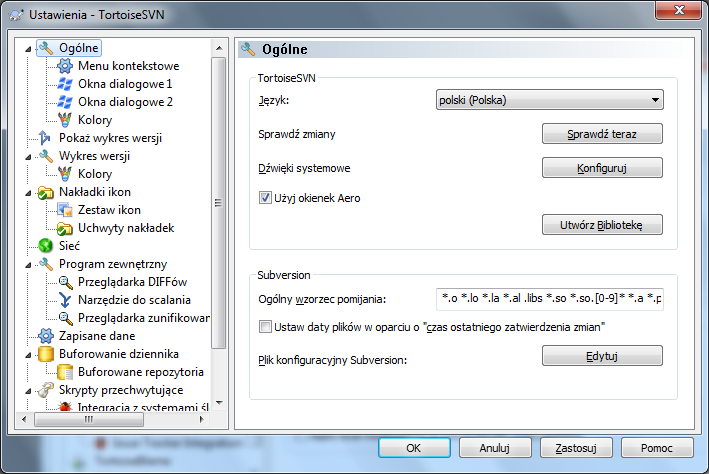 Ustawienia - TortoiseSVN
Ogólne
Menu kontekstowe
Okna dialogowe 1
Okna dialogowe 2
Kolory
Pokaż wykres wersji
Wykres wersji
Kolory
Nakładki ikon
Zestaw ikon
Uchwyty nakładek
Sieć
Program zewnętrzny
Przeglądarka DIFFów
Narzędzie do scalania
Przeglądarka zunifikowan
Zapisane dane
Buforowanie dziennika
Buforowane repozytoria
Skrypty przechwytujące
Integracja z systemami śl
Ogólne
TortoiseSVN
Język:
polski (Polska)
Sprawdź zmiany
Sprawdź teraz
Dźwięki systemowe
Konfiguruj
Użyj okienek Aero
Utwórz Bibliotekę
Subversion
Ogólny wzorzec pomijania:
*.o *.lo *.la *.al .libs *.so *.so.[0-9]* *.a *.p
Ustaw daty plików w oparciu o "czas ostatniego zatwierdzenia zmian"
Plik konfiguracyjny Subversion:
Edytuj
OK
Anuluj
Zastosuj
Pomoc